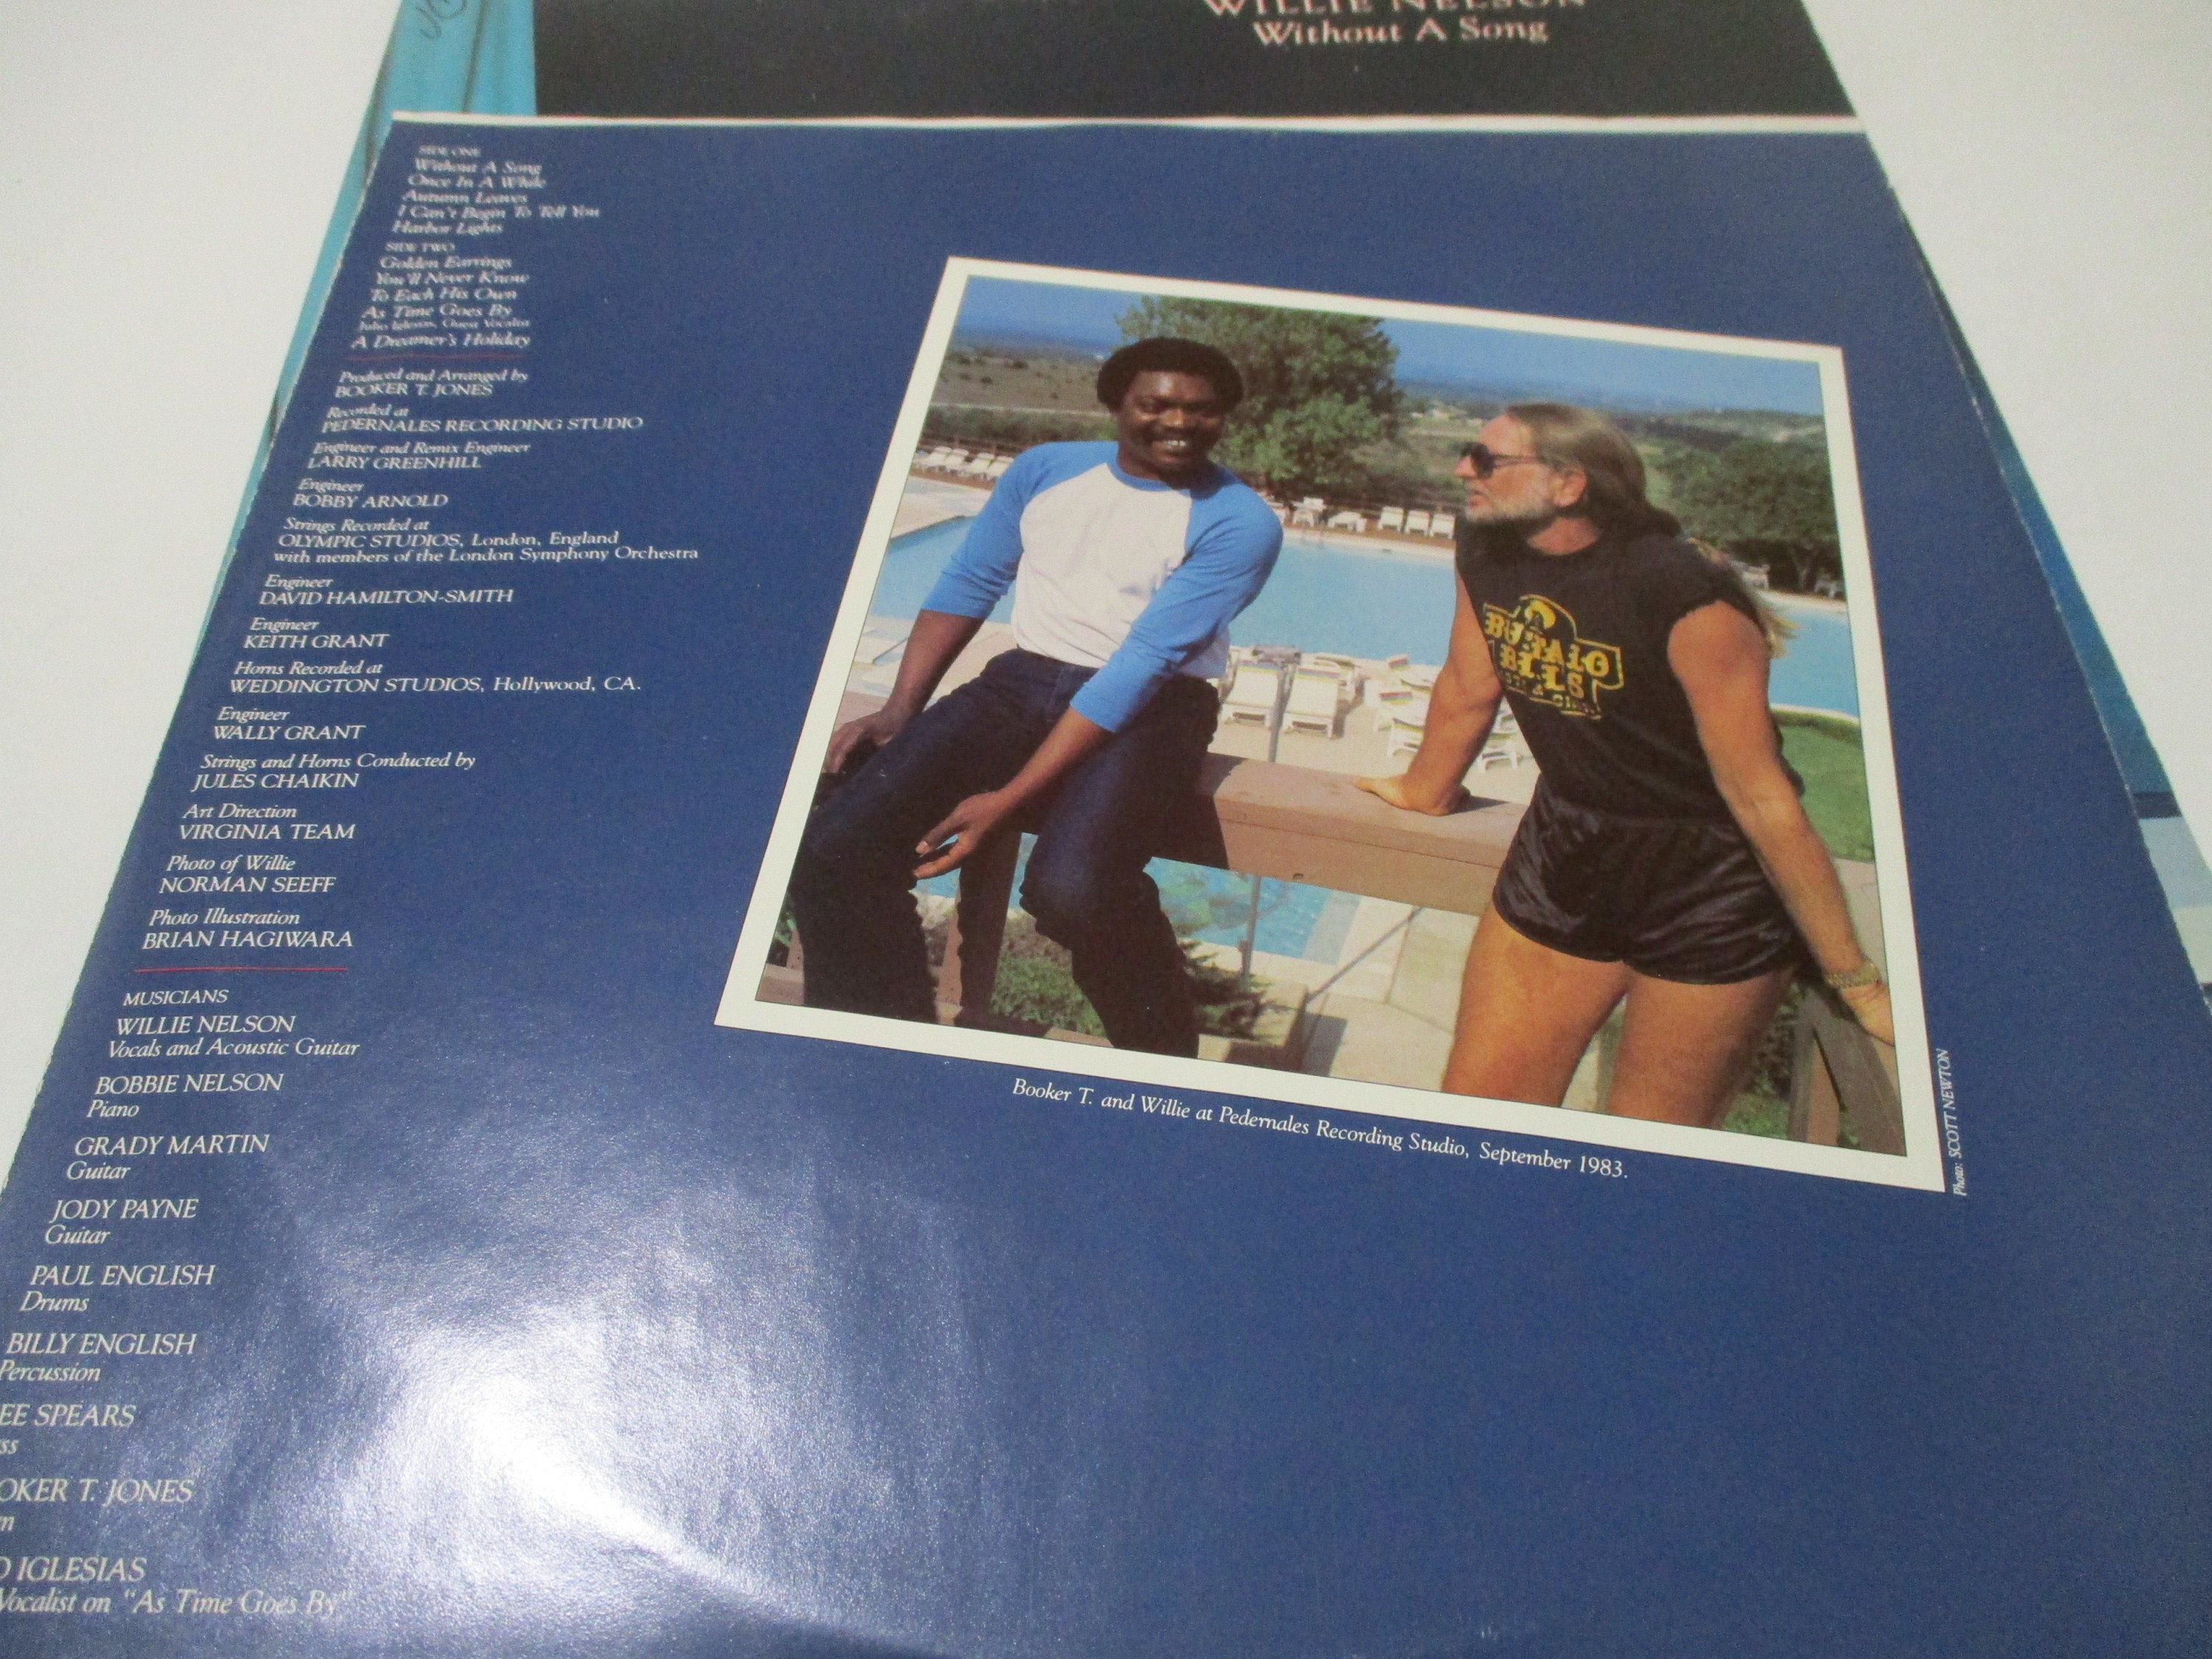 WILLIE NELSON
Without A Song
SIDE ONE
Without A Song
Once In A While
Autumn Leaves
I Can't Begin To Tell You
Harbor Lights
SIDE TWO
Golden Earrings
You'll Never Know
To Each His Own
As Time Goes By
Julio Iglesias, Guest Vocalist
A Dreamer's Holiday
Produced and Arranged by
BOOKER T. JONES
Recorded at
PEDERNALES RECORDING STUDIO
Engineer and Remix Engineer
LARRY GREENHILL
Engineer
BOBBY ARNOLD
Strings Recorded at
OLYMPIC STUDIOS, London, England
with members of the London Symphony Orchestra
Engineer
DAVID HAMILTON-SMITH
Engineer
KEITH GRANT
Horns Recorded at
WEDDINGTON STUDIOS, Hollywood, CA.
Engineer
WALLY GRANT
Strings and Horns Conducted by
JULES CHAIKIN
Art Direction
VIRGINIA TEAM
Photo of Willie
NORMAN SEEFF
Photo Illustration
BRIAN HAGIWARA
MUSICIANS
WILLIE NELSON
Vocals and Acoustic Guitar
BOBBIE NELSON
Piano
GRADY MARTIN
Guitar
JODY PAYNE
Guitar
PAUL ENGLISH
Drums
BILLY ENGLISH
Percussion
EE SPEARS
ss
OKER T. JONES
n
O IGLESIAS
Vocalist on "As Time Goes By"
BUFFALO
BILLS
Booker T. and Willie at Pedernales Recording Studio, September 1983.
Photo: SCOTT NEWTON